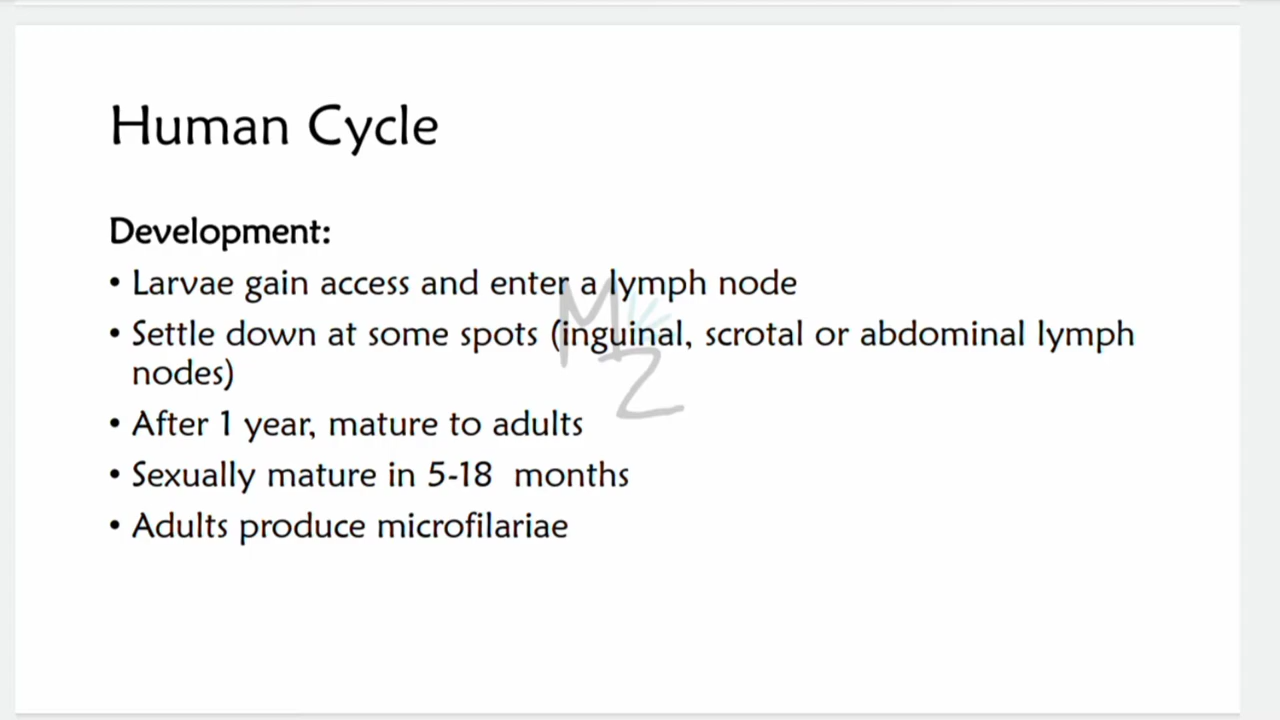 Human Cycle
Development:
• Larvae gain access and enter a lymph node
• Settle down at some spots (inguinal, scrotal or abdominal lymph
nodes)
• After 1 year, mature to adults
• Sexually mature in 5-18 months
• Adults produce microfilariae
MZ